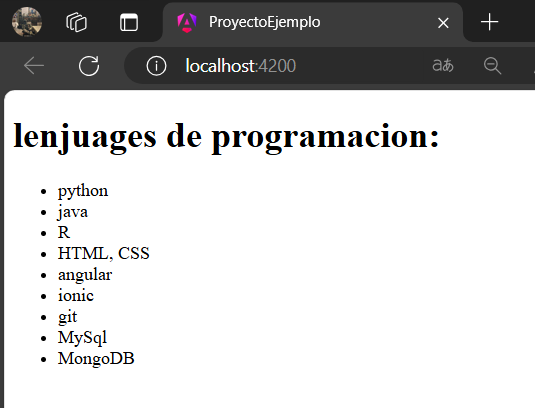 ProyectoEjemplo
localhost:4200
lenjuages de programacion:
python
java
R
HTML, CSS
angular
ionic
git
MySql
MongoDB